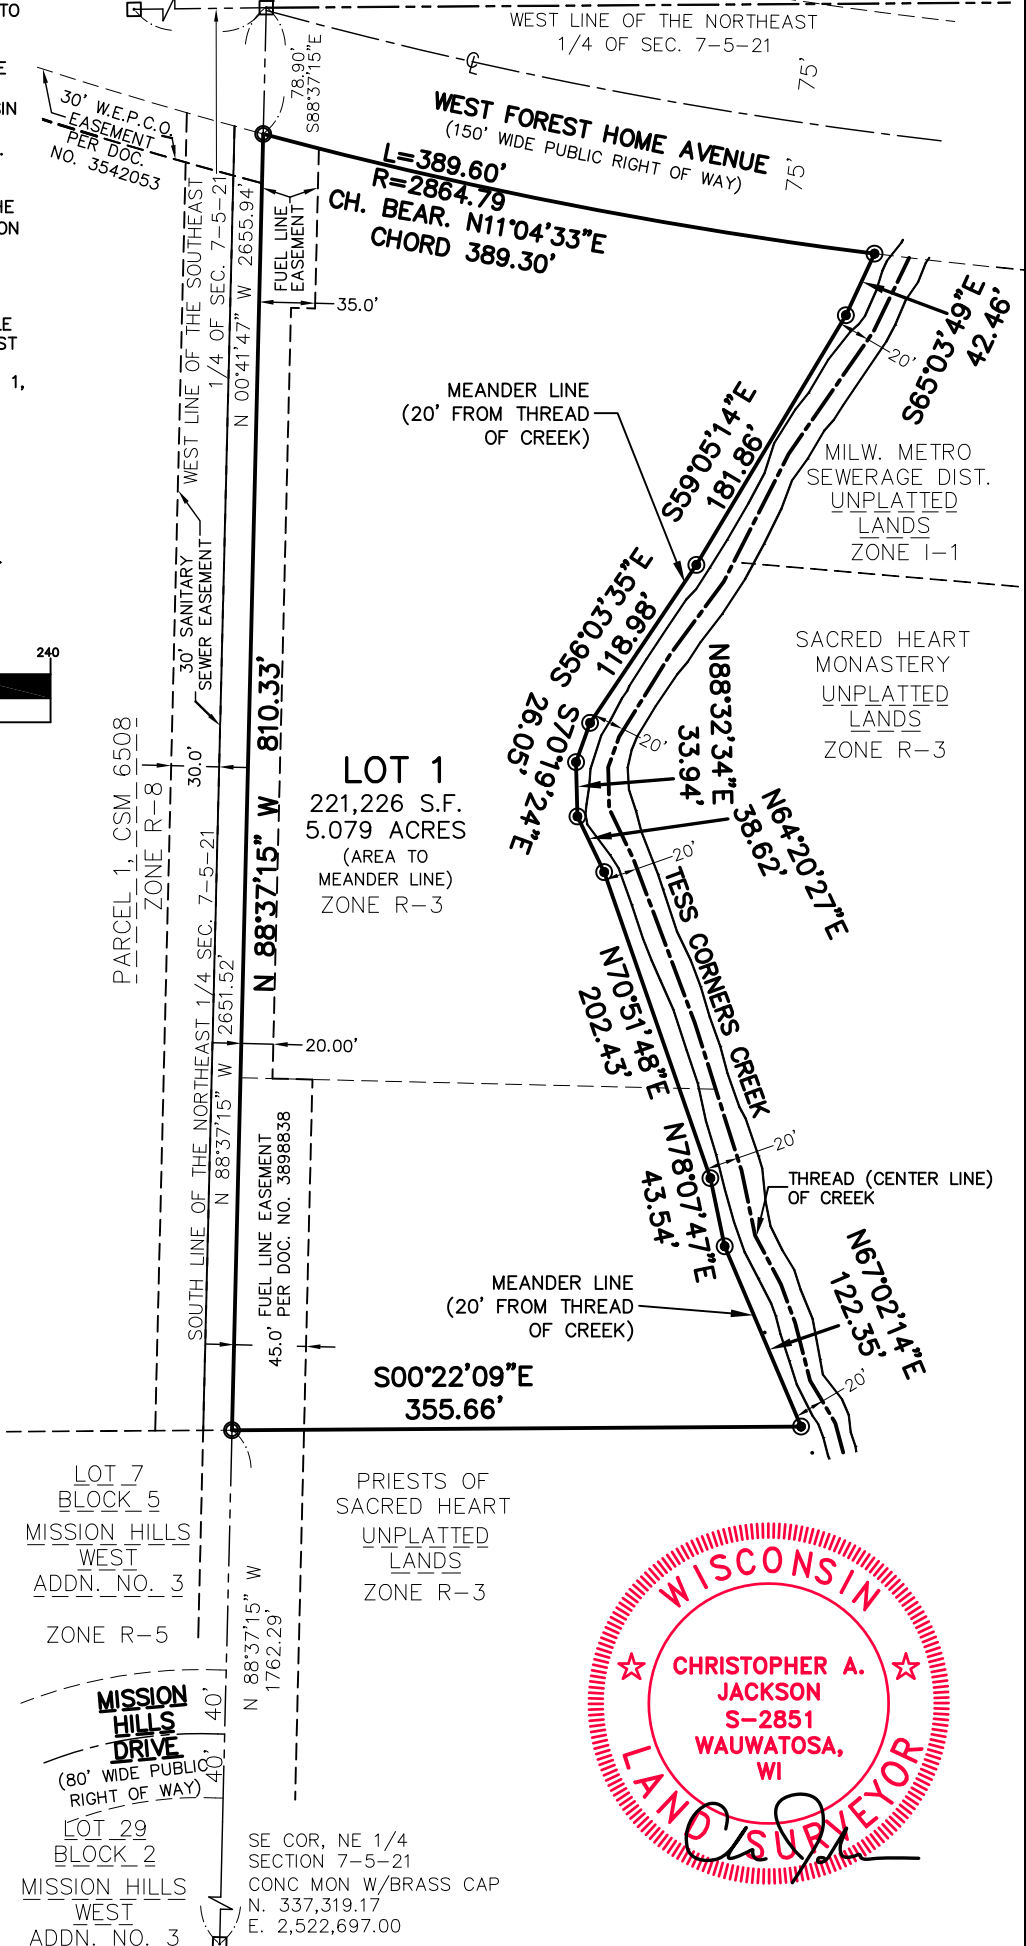 TO
E
SIN
.
HE
ON
LE
ST
1,
.
240
WEST LINE OF THE NORTHEAST
1/4 OF SEC. 7-5-21
78.90'
S88°37'15"E
75'
75'
WEST FOREST HOME AVENUE
(150' WIDE PUBLIC RIGHT OF WAY)
30' W.E.P.C.O.
EASEMENT
PER DOC.
NO. 3542053
L=389.60'
R=2864.79
CH. BEAR. N11°04'33"E
CHORD 389.30'
WEST LINE OF THE SOUTHEAST
1/4 OF SEC. 7-5-21
N 00°41'47" W 2655.94'
FUEL LINE
EASEMENT
35.0'
S65°03'49"E
42.46'
20'
MEANDER LINE
(20' FROM THREAD
OF CREEK)
S59°05'14"E
181.86'
MILW. METRO
SEWERAGE DIST.
UNPLATTED
LANDS
ZONE I-1
30' SANITARY
SEWER EASEMENT
S56°03'35"E
118.98'
SACRED HEART
MONASTERY
UNPLATTED
LANDS
ZONE R-3
N 88°37'15" W 810.33'
S70°19'24"E
26.05'
20'
N88°32'34"E
33.94'
N64°20'27"E
38.62'
30.0'
PARCEL 1, CSM 6508
ZONE R-8
LOT 1
221,226 S.F.
5.079 ACRES
(AREA TO
MEANDER LINE)
ZONE R-3
20'
TESS CORNERS CREEK
SOUTH LINE OF THE NORTHEAST 1/4 SEC. 7-5-21
N 88°37'15" W 2651.52'
N70°51'48"E
202.43'
20.00'
FUEL LINE EASEMENT
PER DOC. NO. 3898838
45.0'
N78°07'47"E
43.54'
20'
THREAD (CENTER LINE)
OF CREEK
MEANDER LINE
(20' FROM THREAD
OF CREEK)
N67°02'14"E
122.35'
20'
S00°22'09"E
355.66'
LOT 7
BLOCK 5
MISSION HILLS
WEST
ADDN. NO. 3
ZONE R-5
PRIESTS OF
SACRED HEART
UNPLATTED
LANDS
ZONE R-3
N 88°37'15" W
1762.29'
MISSION
HILLS
DRIVE
(80' WIDE PUBLIC
RIGHT OF WAY)
40'
40'
LOT 29
BLOCK 2
MISSION HILLS
WEST
ADDN. NO. 3
SE COR, NE 1/4
SECTION 7-5-21
CONC MON W/BRASS CAP
N. 337,319.17
E. 2,522,697.00
WISCONSIN
CHRISTOPHER A.
JACKSON
S-2851
WAUWATOSA,
WI
LAND SURVEYOR